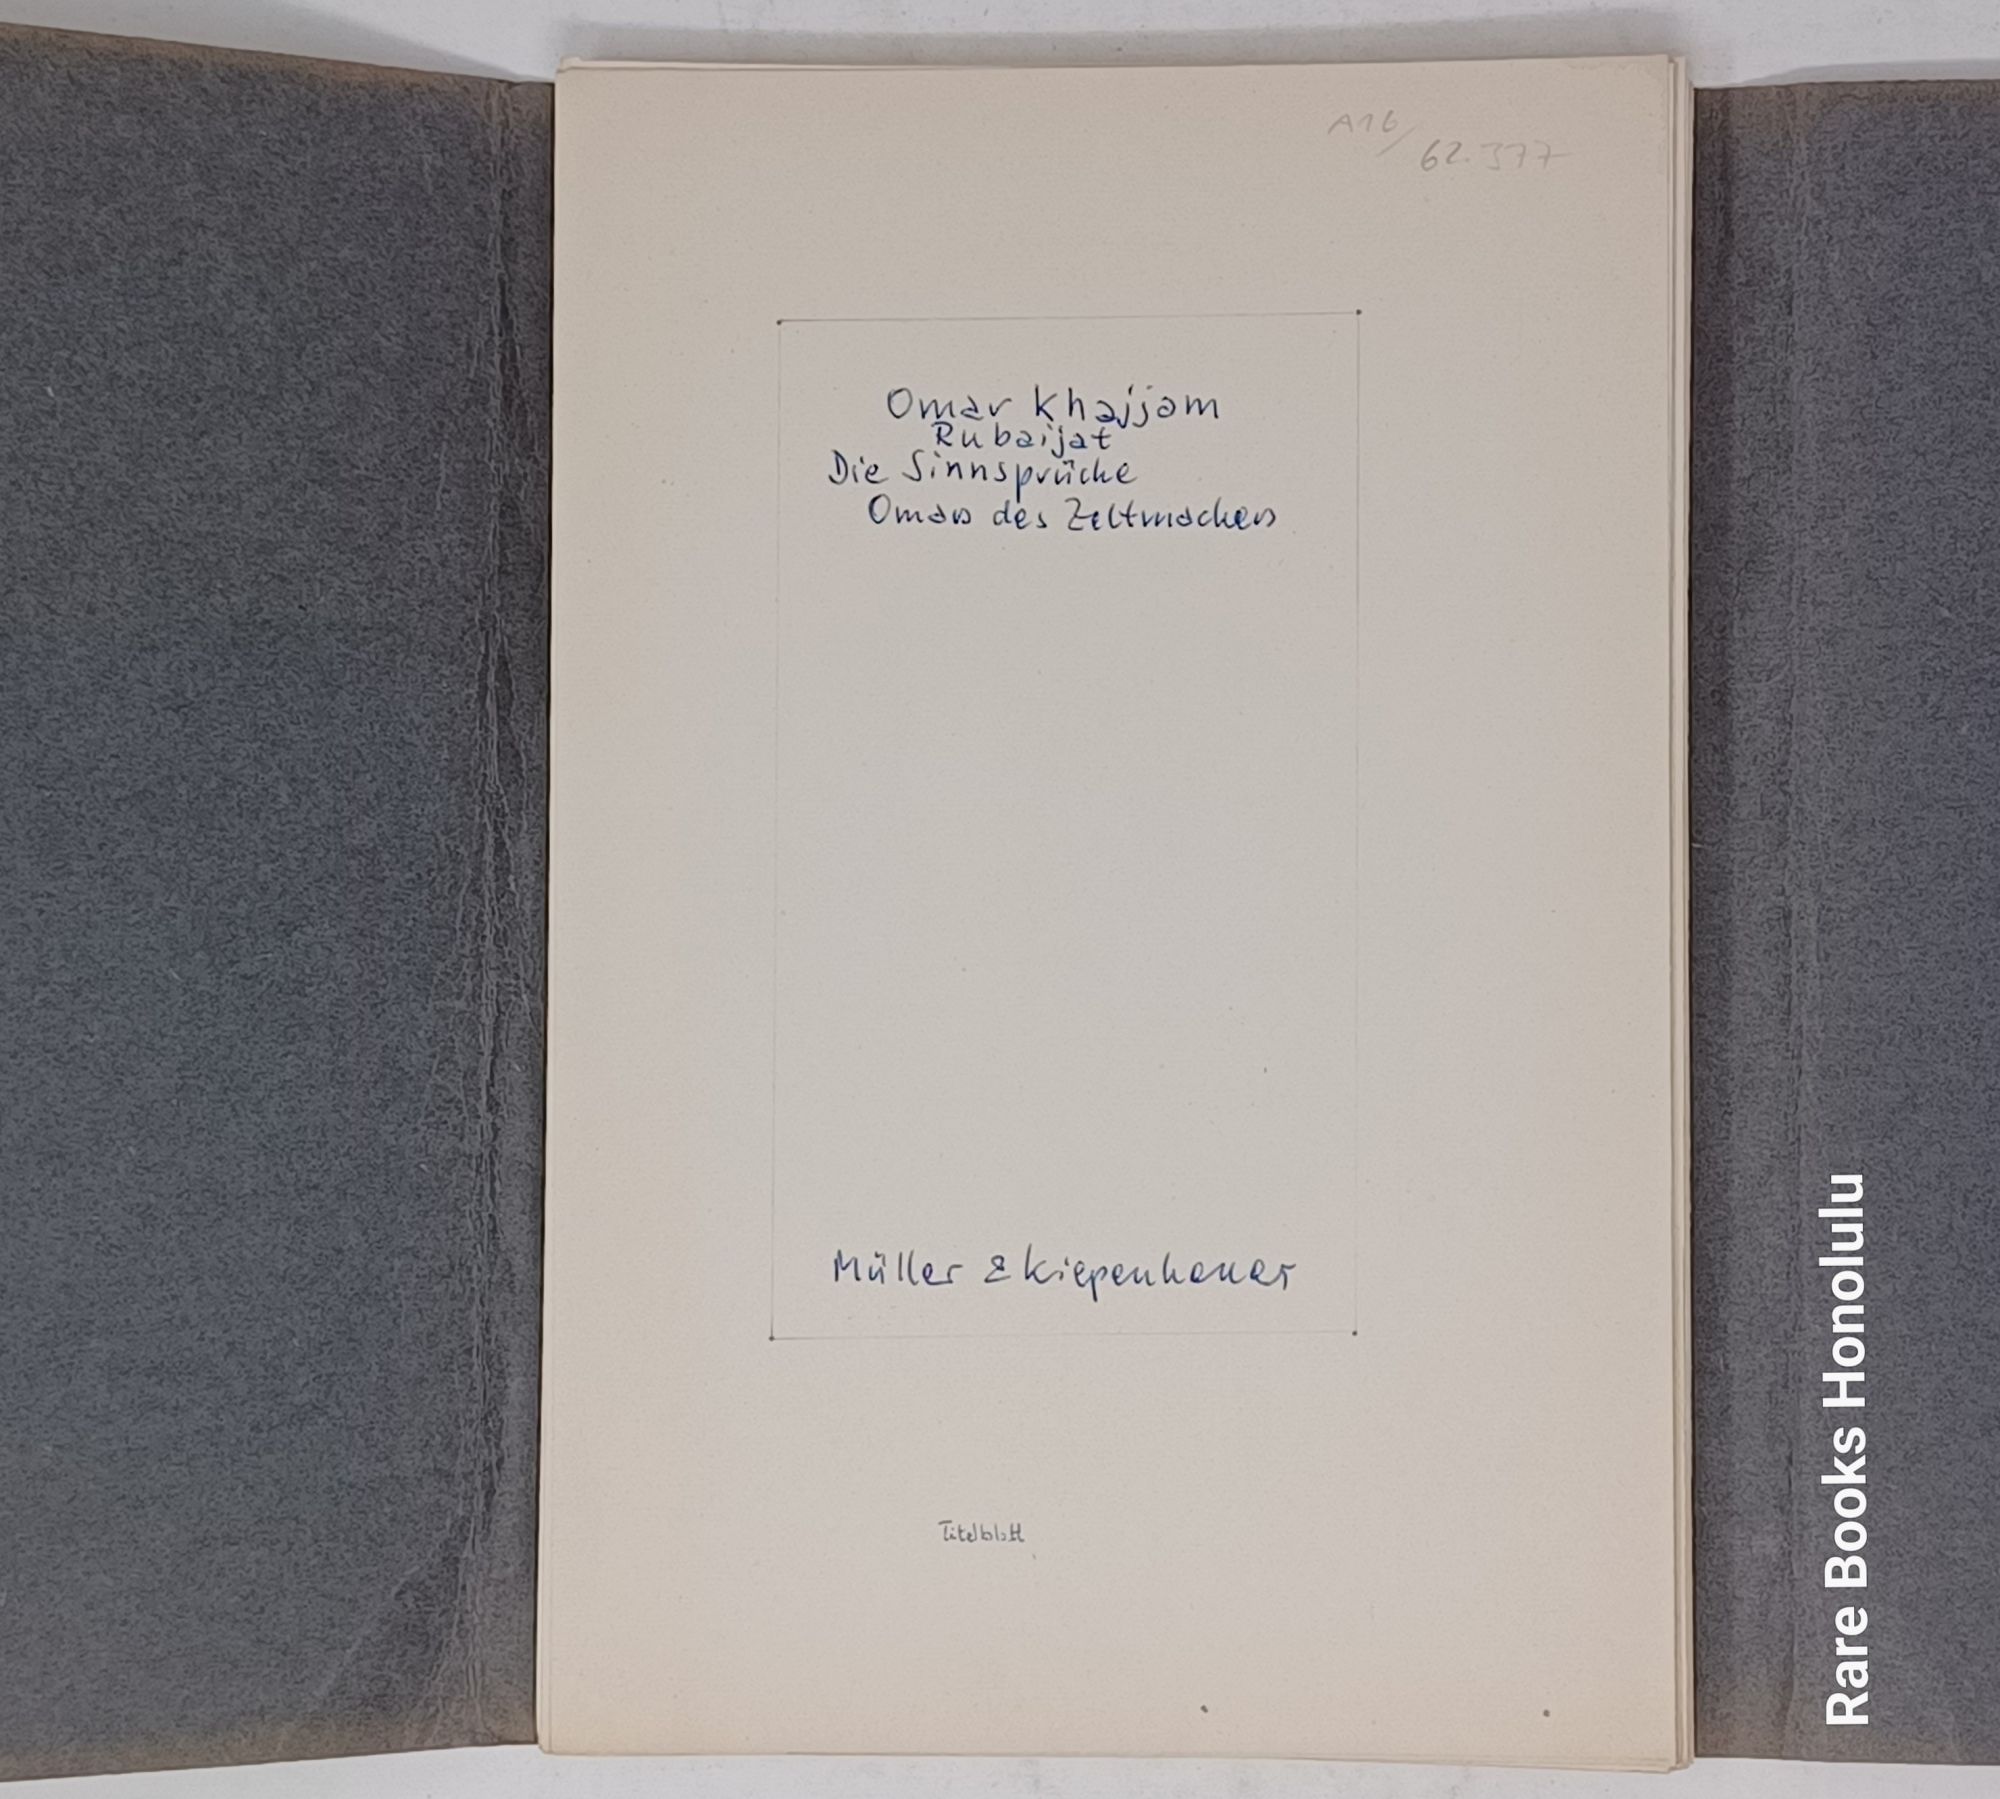 A16/
62.377
Omar Khajjam
Rubaijat
Die Sinnsprüche
Omars des Zeltmachers
Müller & Kiepenheuer
Titelblatt
Rare Books Honolulu